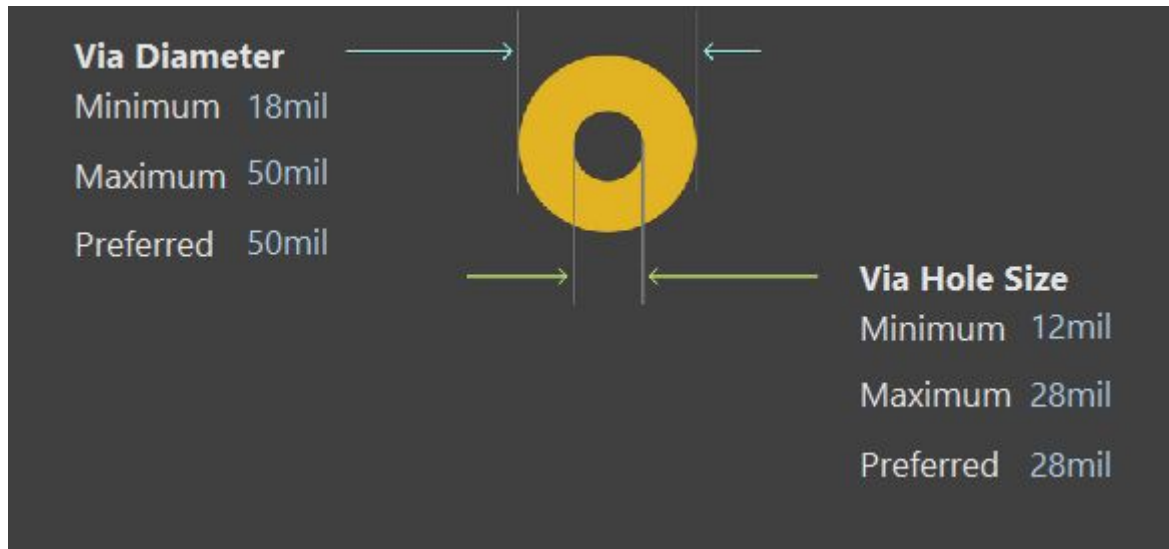 Via Diameter
Minimum 18mil
Maximum 50mil
Preferred 50mil
Via Hole Size
Minimum 12mil
Maximum 28mil
Preferred 28mil